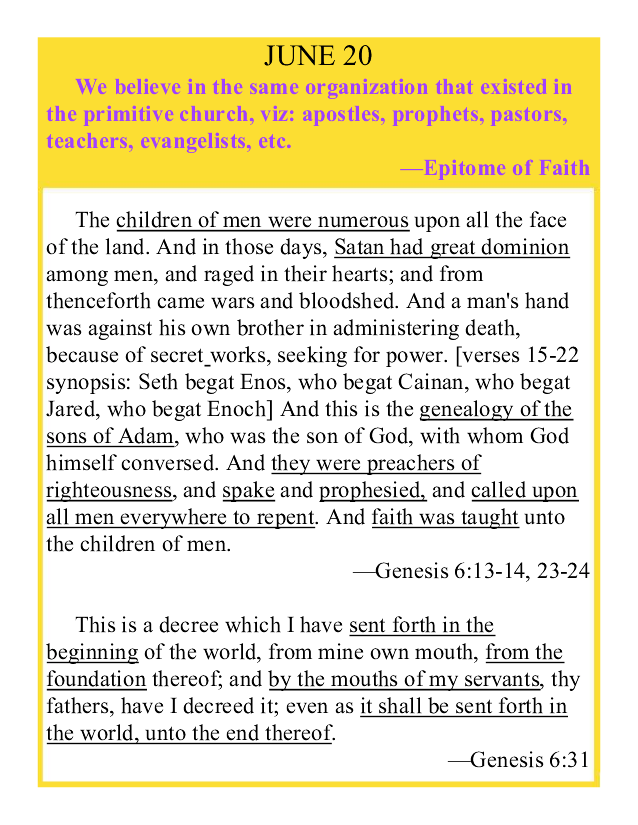 JUNE 20
We believe in the same organization that existed in
the primitive church, viz: apostles, prophets, pastors,
teachers, evangelists, etc.
—Epitome of Faith
The children of men were numerous upon all the face
of the land. And in those days, Satan had great dominion
among men, and raged in their hearts; and from
thenceforth came wars and bloodshed. And a man's hand
was against his own brother in administering death,
because of secret works, seeking for power. [verses 15-22
synopsis: Seth begat Enos, who begat Cainan, who begat
Jared, who begat Enoch] And this is the genealogy of the
sons of Adam, who was the son of God, with whom God
himself conversed. And they were preachers of
righteousness, and spake and prophesied, and called upon
all men everywhere to repent. And faith was taught unto
the children of men.
—Genesis 6:13-14, 23-24
This is a decree which I have sent forth in the
beginning of the world, from mine own mouth, from the
foundation thereof; and by the mouths of my servants, thy
fathers, have I decreed it; even as it shall be sent forth in
the world, unto the end thereof.
—Genesis 6:31